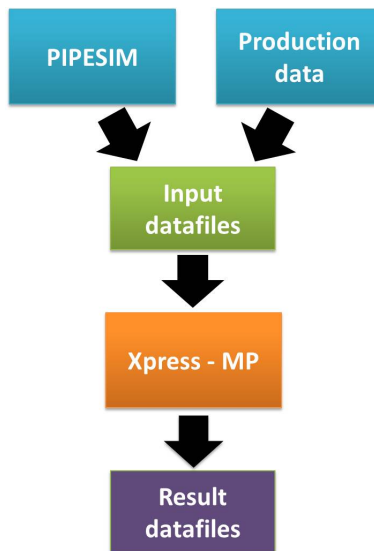 PIPESIM
Production
data
Input
datafiles
Xpress - MP
Result
datafiles